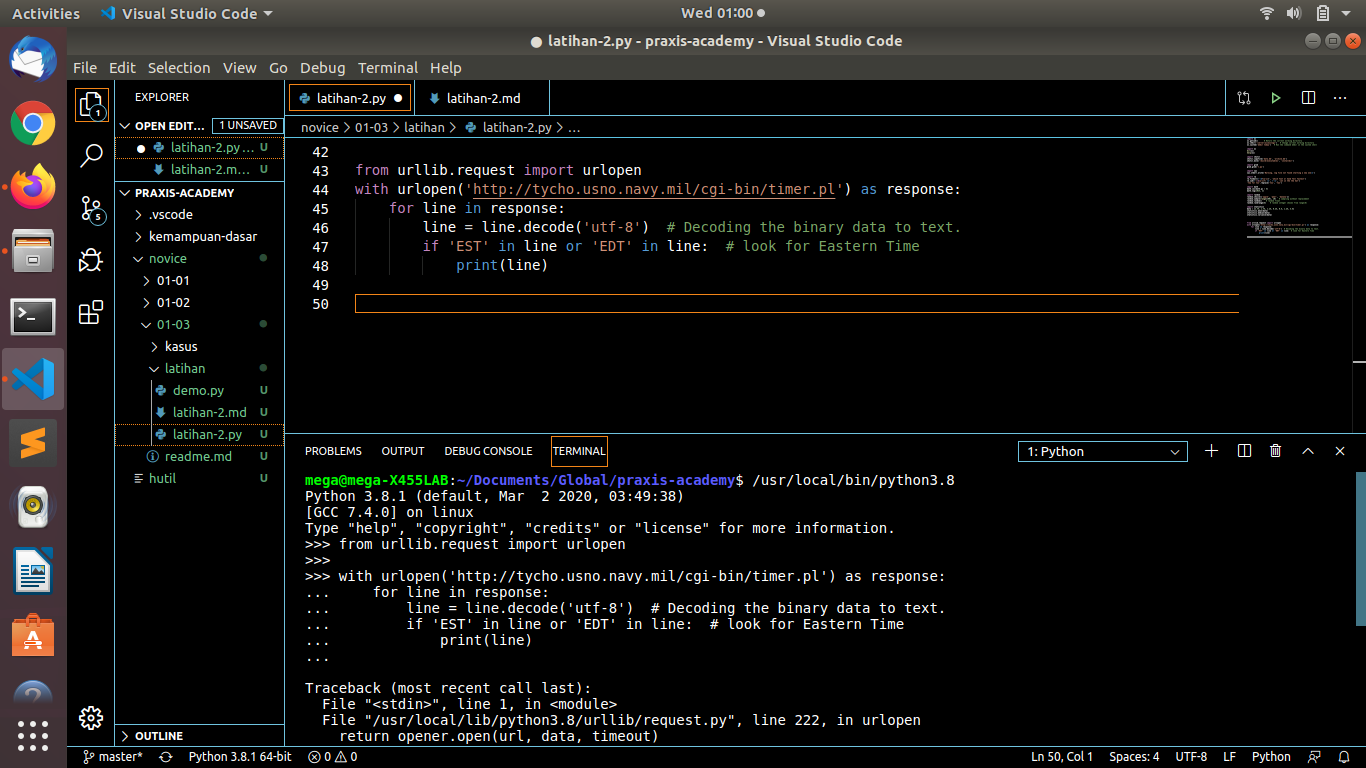 Activities Visual Studio Code Wed 01:00
latihan-2.py - praxis-academy - Visual Studio Code
File Edit Selection View Go Debug Terminal Help
EXPLORER
OPEN EDIT... 1 UNSAVED
latihan-2.py... U
latihan-2.m... U
PRAXIS-ACADEMY
.vscode
kemampuan-dasar
novice
01-01
01-02
01-03
kasus
latihan
demo.py U
latihan-2.md U
latihan-2.py U
readme.md U
hutil U
OUTLINE
1
5
latihan-2.py latihan-2.md
novice > 01-03 > latihan > latihan-2.py > ...
42
43 from urllib.request import urlopen
44 with urlopen('http://tycho.usno.navy.mil/cgi-bin/timer.pl') as response:
45 for line in response:
46 line = line.decode('utf-8') # Decoding the binary data to text.
47 if 'EST' in line or 'EDT' in line: # look for Eastern Time
48 print(line)
49
50
PROBLEMS OUTPUT DEBUG CONSOLE TERMINAL 1: Python
mega@mega-X455LAB:~/Documents/Global/praxis-academy$ /usr/local/bin/python3.8
Python 3.8.1 (default, Mar  2 2020, 03:49:38)
[GCC 7.4.0] on linux
Type "help", "copyright", "credits" or "license" for more information.
>>> from urllib.request import urlopen
>>>
>>> with urlopen('http://tycho.usno.navy.mil/cgi-bin/timer.pl') as response:
... for line in response:
... line = line.decode('utf-8') # Decoding the binary data to text.
... if 'EST' in line or 'EDT' in line: # look for Eastern Time
... print(line)
...
Traceback (most recent call last):
File "<stdin>", line 1, in <module>
File "/usr/local/lib/python3.8/urllib/request.py", line 222, in urlopen
return opener.open(url, data, timeout)
master* Python 3.8.1 64-bit 0 0 Ln 50, Col 1 Spaces: 4 UTF-8 LF Python